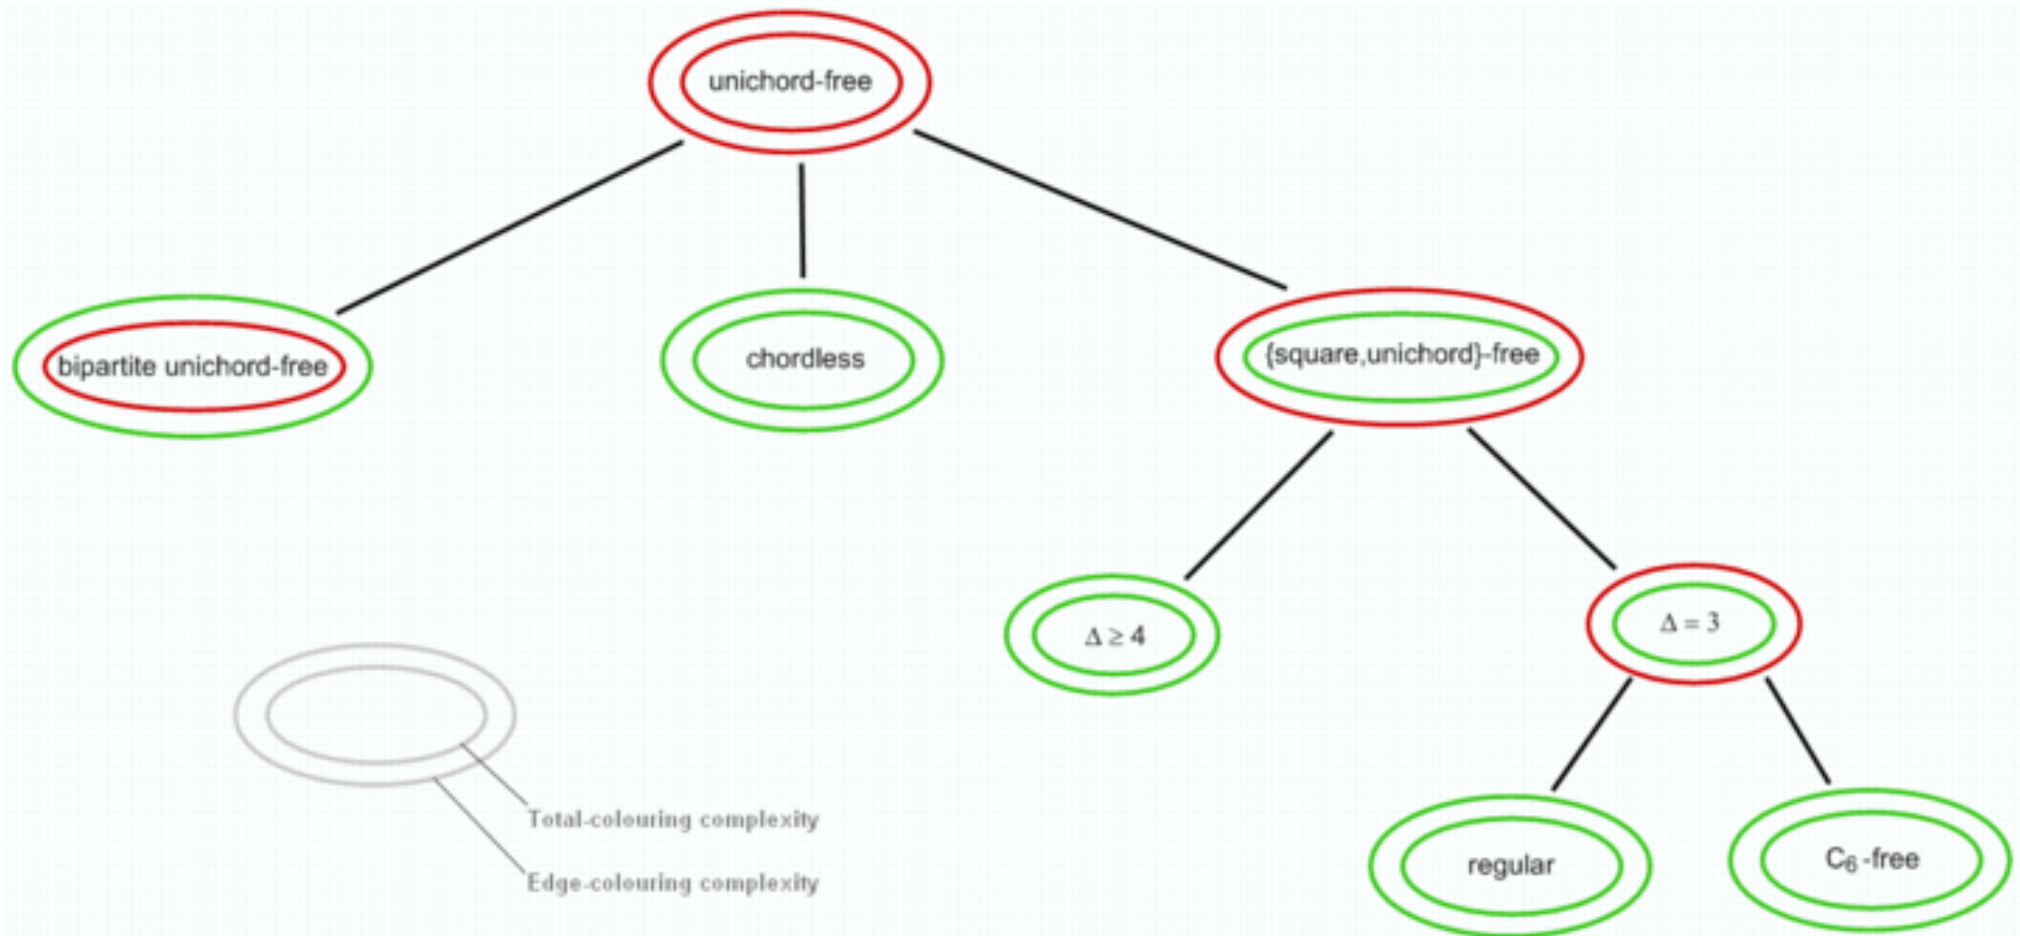 unichord-free
bipartite unichord-free
chordless
{square,unichord}-free
Δ ≥ 4
Δ = 3
Total-colouring complexity
Edge-colouring complexity
regular
C₆-free